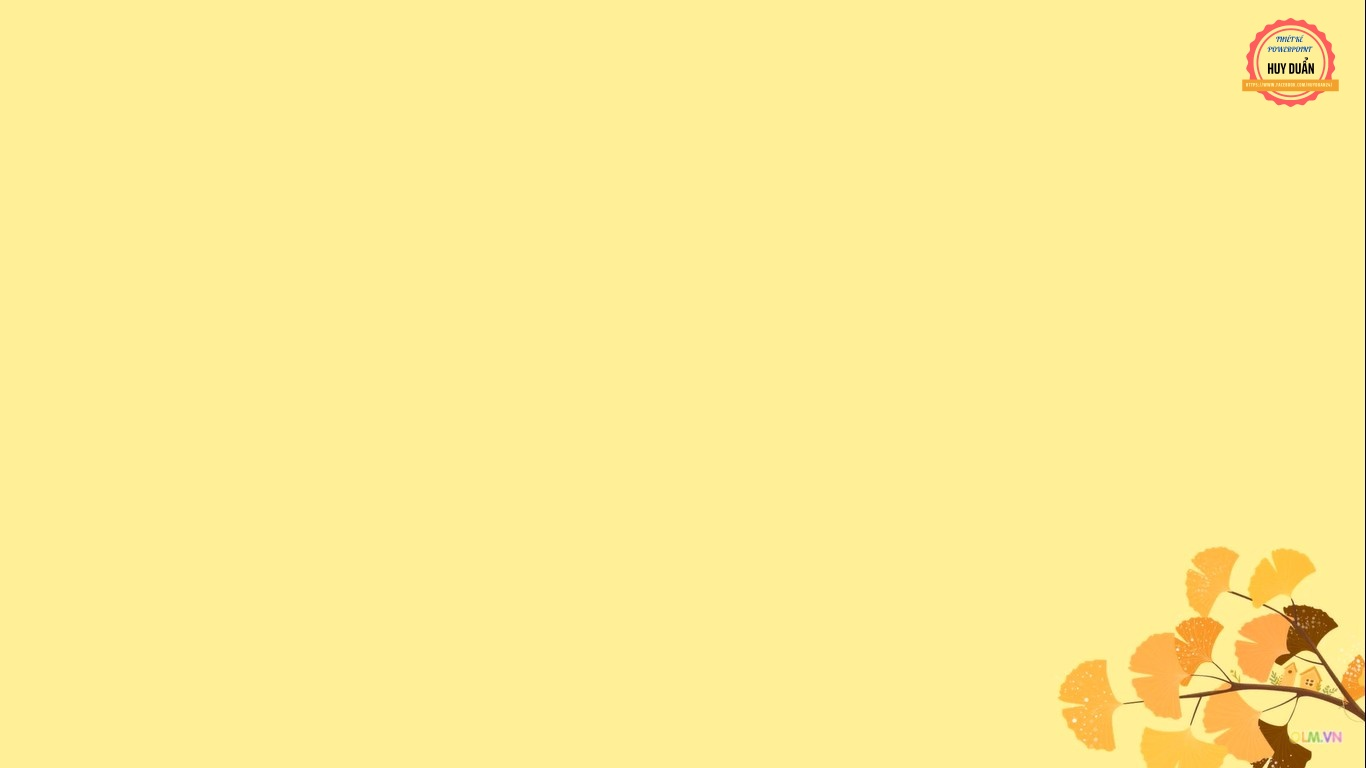 THIẾT KẾ
POWERPOINT
HUY DUẨN
OLM.VN